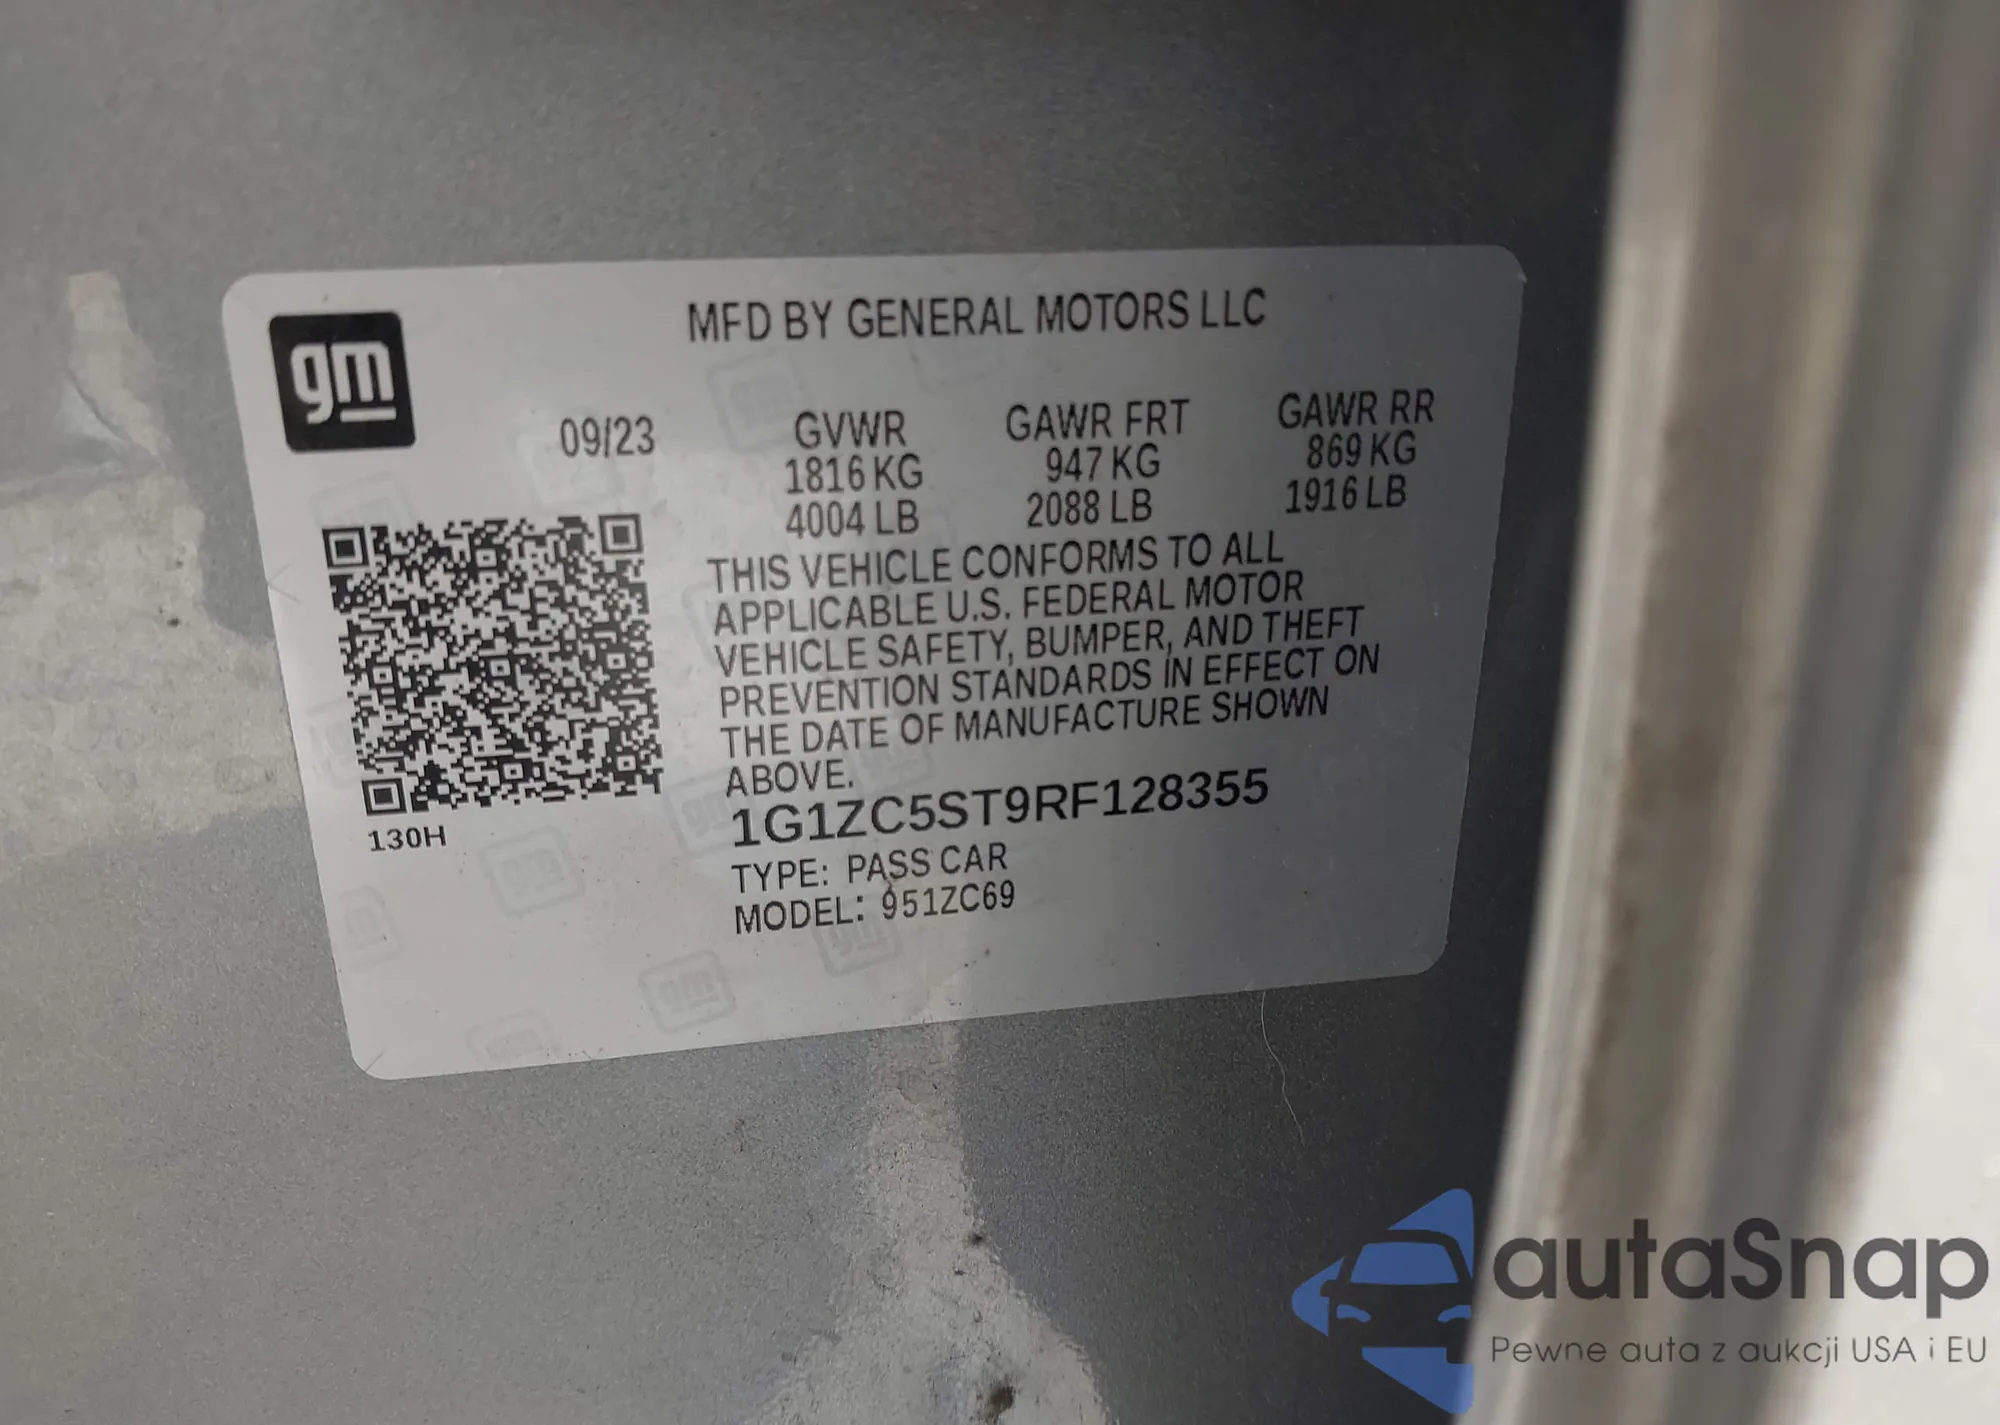 gm
MFD BY GENERAL MOTORS LLC
09/23 GVWR GAWR FRT GAWR RR
1816 KG 947 KG 869 KG
4004 LB 2088 LB 1916 LB
THIS VEHICLE CONFORMS TO ALL
APPLICABLE U.S. FEDERAL MOTOR
VEHICLE SAFETY, BUMPER, AND THEFT
PREVENTION STANDARDS IN EFFECT ON
THE DATE OF MANUFACTURE SHOWN
ABOVE.
1G1ZC5ST9RF128355
130H
TYPE: PASS CAR
MODEL: 951ZC69
autaSnap
Pewne auta z aukcji USA i EU